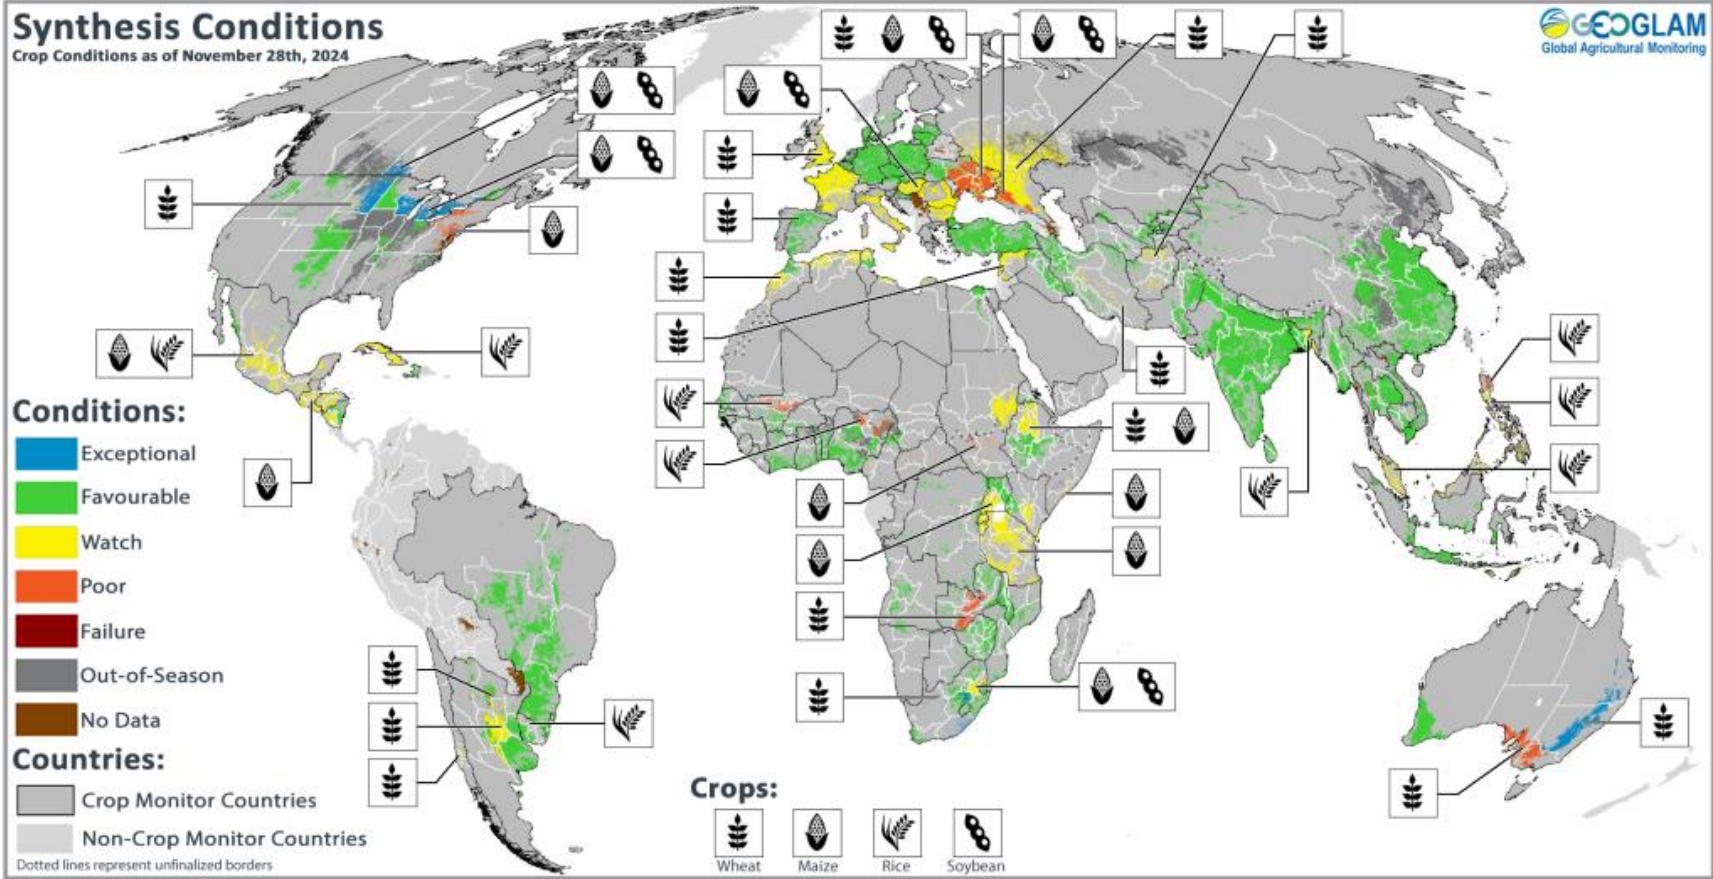 Synthesis Conditions
Crop Conditions as of November 28th, 2024
GEOGLAM
Global Agricultural Monitoring
Conditions:
Exceptional
Favourable
Watch
Poor
Failure
Out-of-Season
No Data
Countries:
Crop Monitor Countries
Non-Crop Monitor Countries
Dotted lines represent unfinalized borders
Crops:
Wheat
Maize
Rice
Soybean